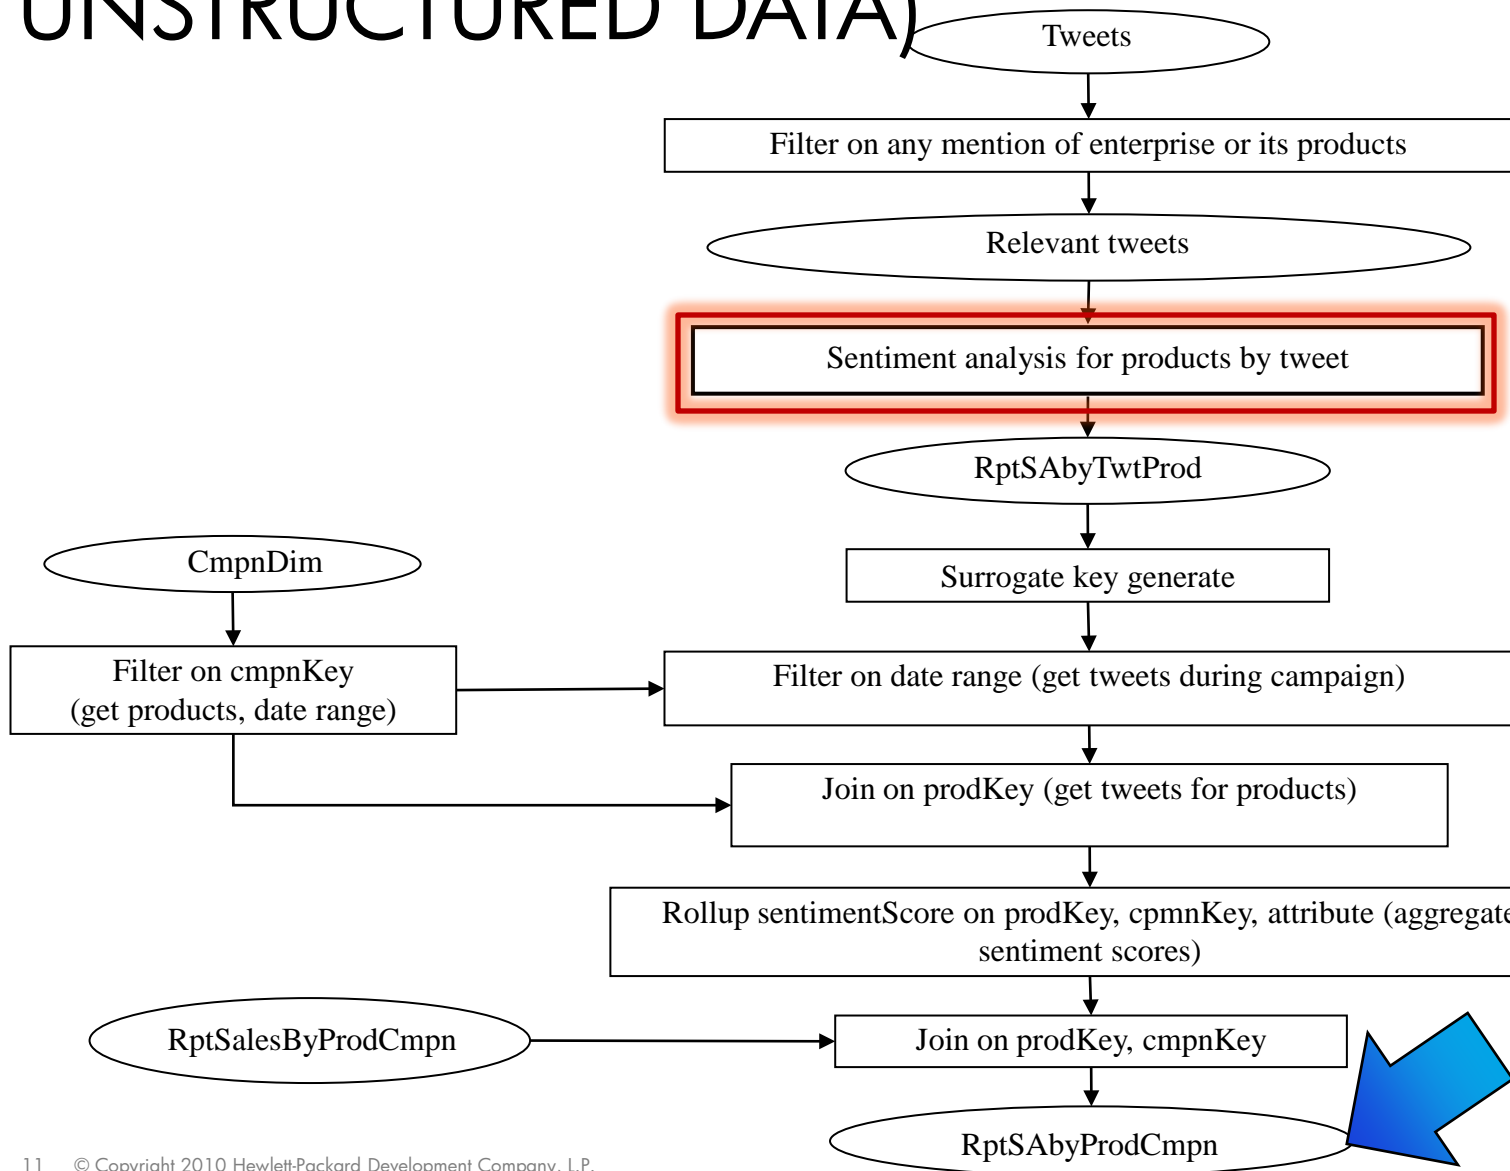 UNSTRUCTURED DATA)
Tweets
Filter on any mention of enterprise or its products
Relevant tweets
Sentiment analysis for products by tweet
RptSAbyTwtProd
CmpnDim
Surrogate key generate
Filter on cmpnKey
(get products, date range)
Filter on date range (get tweets during campaign)
Join on prodKey (get tweets for products)
Rollup sentimentScore on prodKey, cpmnKey, attribute (aggregate
sentiment scores)
RptSalesByProdCmpn
Join on prodKey, cmpnKey
RptSAbyProdCmpn
11 © Copyright 2010 Hewlett-Packard Development Company, L.P.